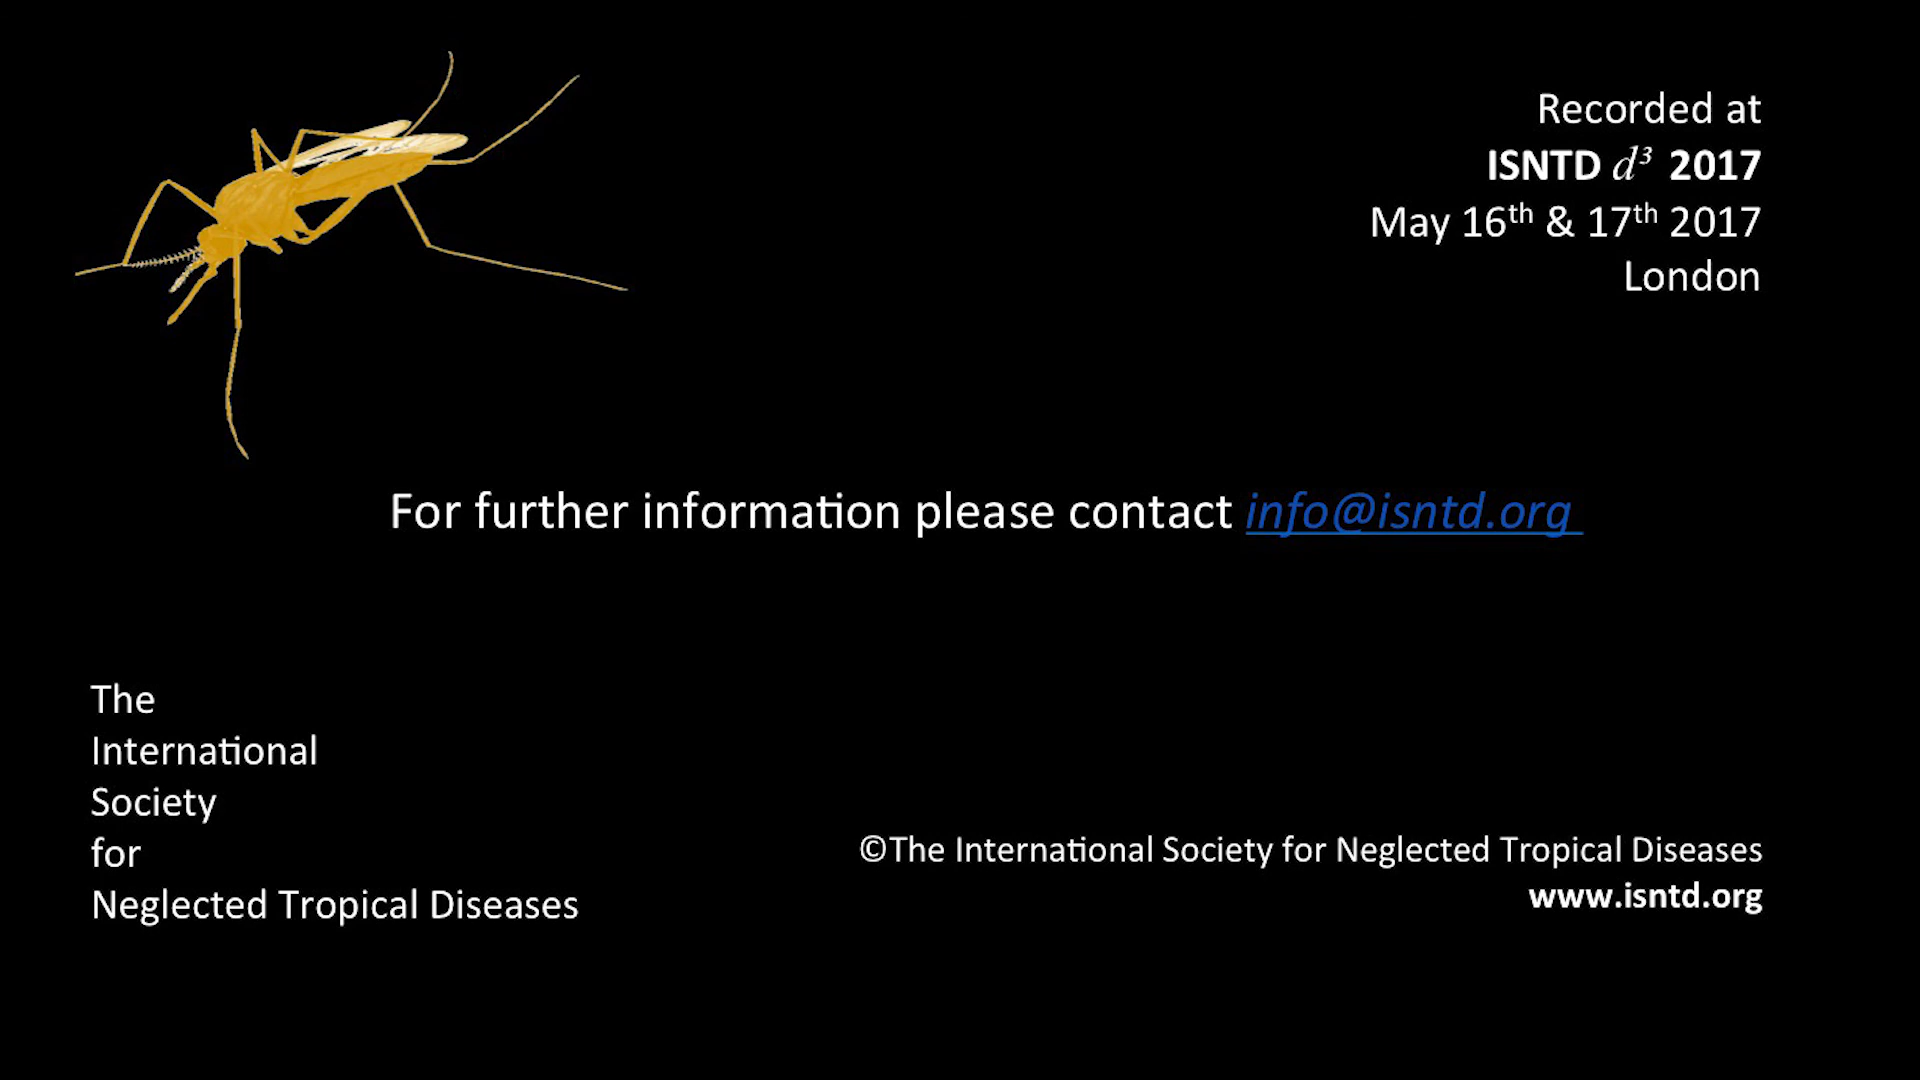 Recorded at
ISNTD d³ 2017
May 16th & 17th 2017
London
For further information please contact info@isntd.org
The
International
Society
for
Neglected Tropical Diseases
©The International Society for Neglected Tropical Diseases
www.isntd.org